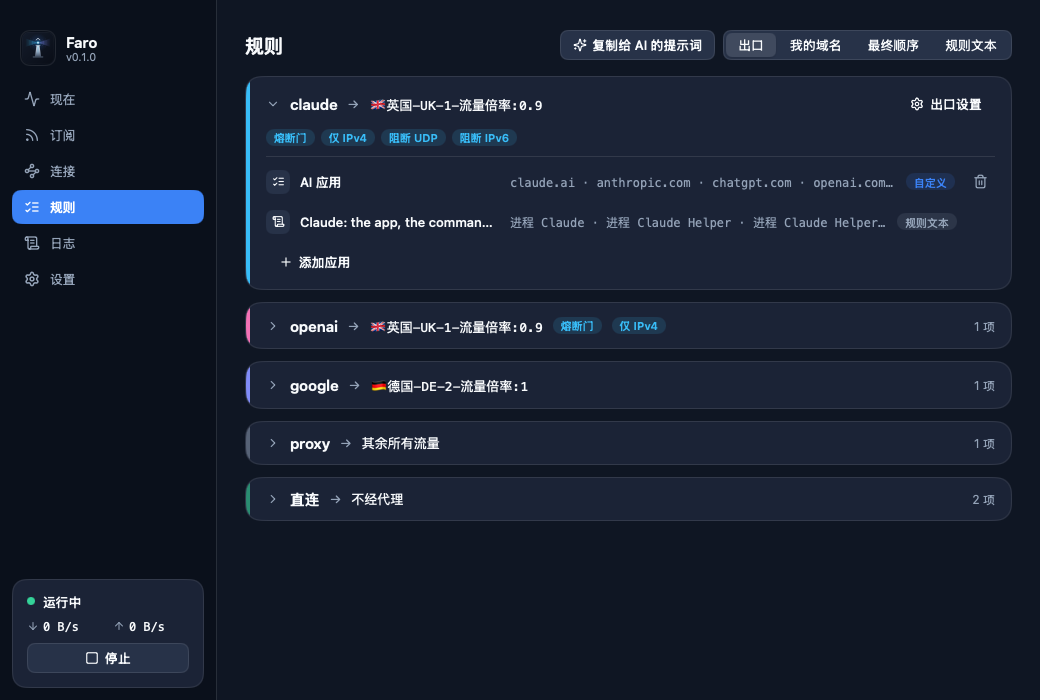 Faro
v0.1.0
现在
订阅
连接
规则
日志
设置
运行中
↓ 0 B/s ↑ 0 B/s
停止
规则
复制给 AI 的提示词
出口 我的域名 最终顺序 规则文本
claude → 🇬🇧英国—UK—1—流量倍率:0.9 出口设置
熔断门 仅 IPv4 阻断 UDP 阻断 IPv6
AI 应用 claude.ai · anthropic.com · chatgpt.com · openai.com… 自定义
Claude: the app, the comman... 进程 Claude · 进程 Claude Helper · 进程 Claude Helper… 规则文本
+ 添加应用
openai → 🇬🇧英国—UK—1—流量倍率:0.9 熔断门 仅 IPv4 1 项
google → 🇩🇪德国—DE—2—流量倍率:1 1 项
proxy → 其余所有流量 1 项
直连 → 不经代理 2 项